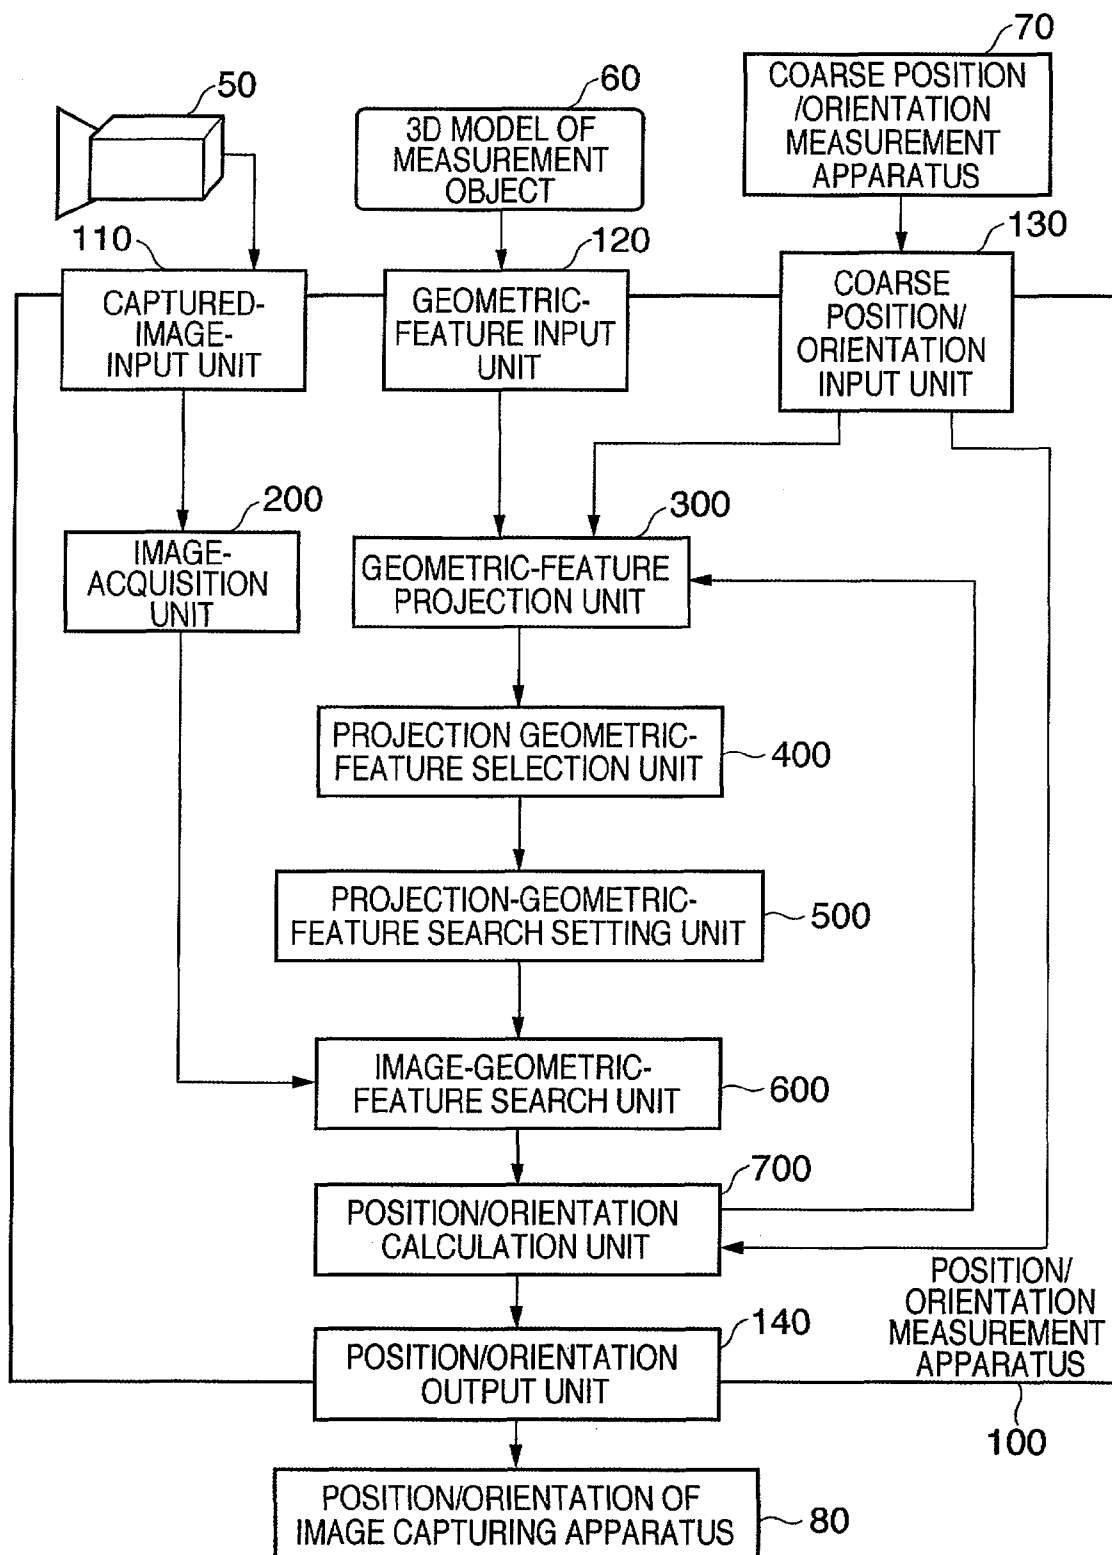 70
COARSE POSITION
/ORIENTATION
MEASUREMENT
APPARATUS
50
60
3D MODEL OF
MEASUREMENT
OBJECT
110
CAPTURED-
IMAGE-
INPUT UNIT
120
GEOMETRIC-
FEATURE INPUT
UNIT
130
COARSE
POSITION/
ORIENTATION
INPUT UNIT
200
IMAGE-
ACQUISITION
UNIT
300
GEOMETRIC-FEATURE
PROJECTION UNIT
PROJECTION GEOMETRIC-
FEATURE SELECTION UNIT
400
PROJECTION-GEOMETRIC-
FEATURE SEARCH SETTING UNIT
500
IMAGE-GEOMETRIC-
FEATURE SEARCH UNIT
600
700
POSITION/ORIENTATION
CALCULATION UNIT
POSITION/
ORIENTATION
MEASUREMENT
APPARATUS
100
140
POSITION/ORIENTATION
OUTPUT UNIT
POSITION/ORIENTATION OF
IMAGE CAPTURING APPARATUS
80